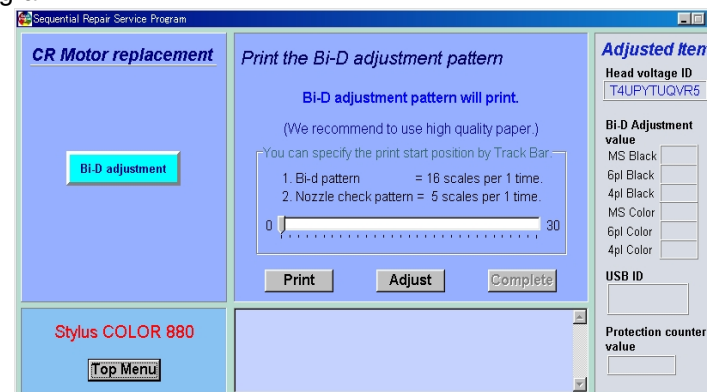 Sequential Repair Service Program
CR Motor replacement
Bi-D adjustment
Stylus COLOR 880
Top Menu
Print the Bi-D adjustment pattern
Bi-D adjustment pattern will print.
(We recommend to use high quality paper.)
You can specify the print start position by Track Bar.
1. Bi-d pattern = 16 scales per 1 time.
2. Nozzle check pattern = 5 scales per 1 time.
0 30
Print Adjust Complete
Adjusted Item
Head voltage ID
T4UPYTUQVR5
Bi-D Adjustment
value
MS Black
6pl Black
4pl Black
MS Color
6pl Color
4pl Color
USB ID
Protection counter
value